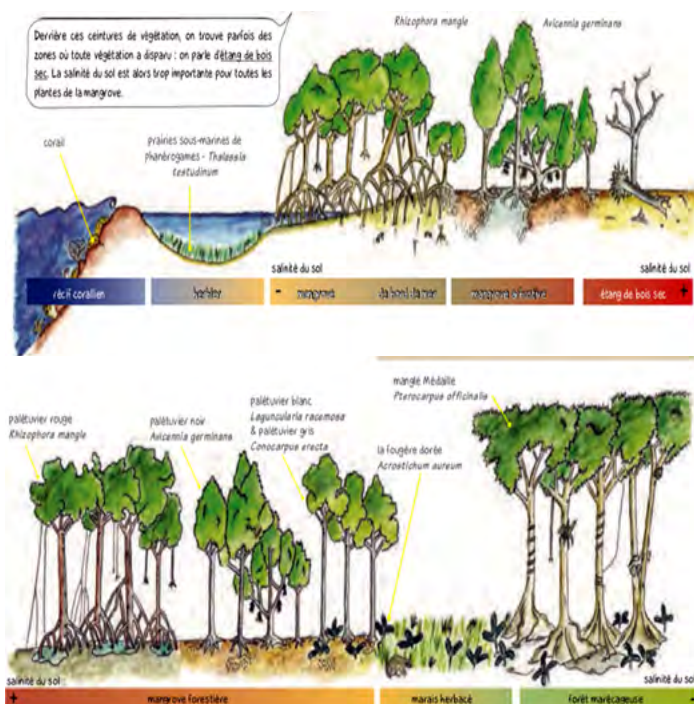 Derrière ces ceintures de végétation, on trouve parfois des
zones où toute végétation a disparu : on parle d'étang de bois
sec. La salinité du sol est alors trop importante pour toutes les
plantes de la mangrove.
Rhizophora mangle
Avicennia germinans
corail
prairies sous-marines de
phanérogames - Thalassia
testudinum
salinité du sol
salinité du sol
récif corallien
herbier
-
mangrove
de bord de mer
mangrove arbustive
étang de bois sec
+
palétuvier rouge
Rhizophora mangle
palétuvier noir
Avicennia germinans
palétuvier blanc
Laguncularia racemosa
& palétuvier gris
Conocarpus erecta
la fougère dorée
Acrostichum aureum
mangle Médaille
Pterocarpus officinalis
salinité du sol
salinité du sol
+
mangrove forestière
marais herbacé
forêt marécageuse